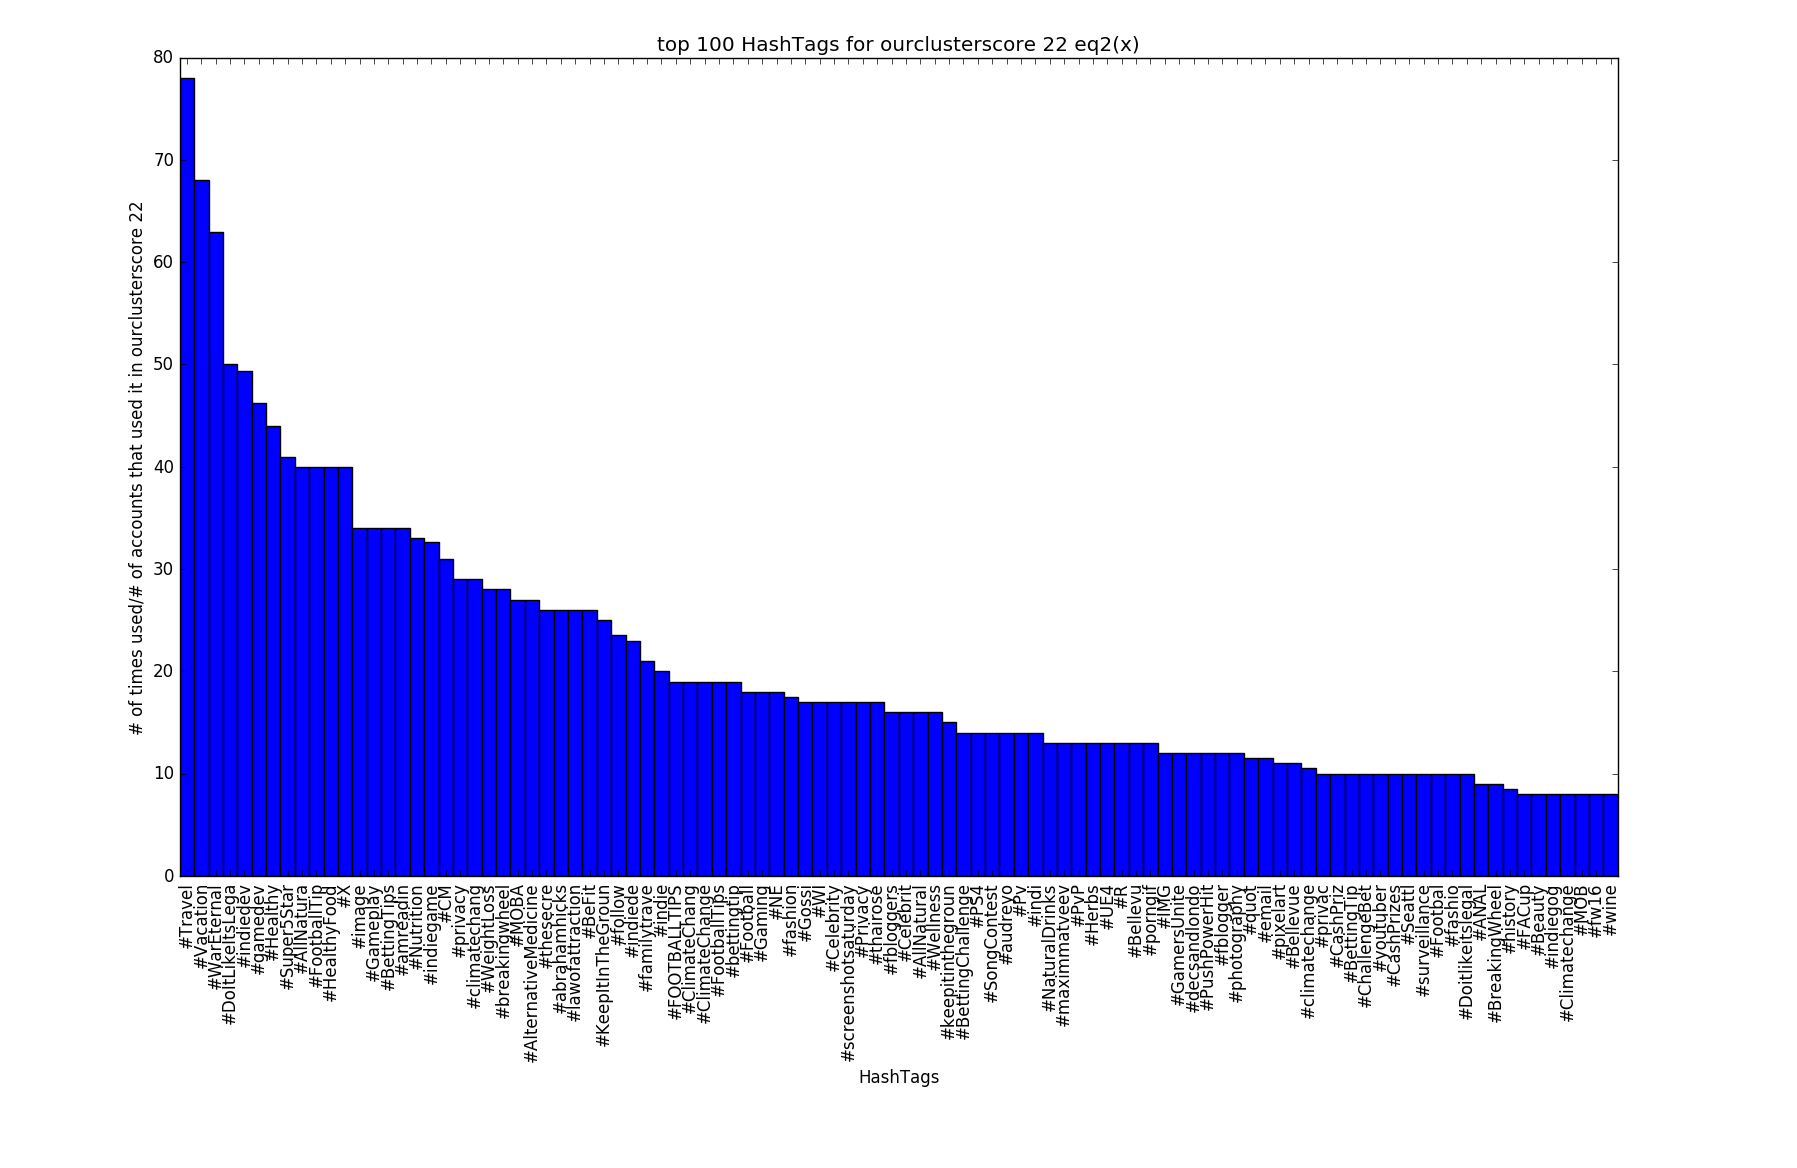 top 100 HashTags for ourclusterscore 22 eq2(x)
# of times used/# of accounts that used it in ourclusterscore 22
80
70
60
50
40
30
20
10
0
#Travel
#Vacation
#WarEternal
#DoItLikeItsLega
#indiedev
#gamedev
#Healthy
#Super5Star
#AllNatura
#FootballTip
#HealthyFood
#X
#image
#Gameplay
#BettingTips
#amreadin
#Nutrition
#indiegame
#CM
#privacy
#climatechang
#WeightLoss
#breakingwheel
#MOBA
#AlternativeMedicine
#thesecre
#abrahamhicks
#lawofattraction
#BeFit
#KeepItInTheGroun
#follow
#indiede
#familytrave
#indie
#FOOTBALLTIPS
#ClimateChang
#ClimateChange
#FootballTips
#bettingtip
#Football
#Gaming
#NE
#fashion
#Gossi
#WI
#Celebrity
#screenshotsaturday
#Privacy
#thairose
#fbloggers
#Celebrit
#AllNatural
#Wellness
#keepitinthegroun
#BettingChallenge
#PS4
#SongContest
#audreyo
#Pv
#indi
#NaturalDrinks
#maximmatveev
#PvP
#Herbs
#UE4
#R
#Bellevu
#porngif
#MG
#GamersUnite
#decsandlondo
#PushPowerHit
#fblogger
#photography
#quot
#email
#pixelart
#Bellevue
#climatechange
#privac
#CashPriz
#BettingTip
#ChallengeBet
#youtuber
#CashPrizes
#Seattl
#surveillance
#Footbal
#fashio
#Doitlikeitslegal
#ANAL
#BreakingWheel
#history
#FACup
#Beauty
#indiegog
#Climatechange
#MOB
#fw16
#wine
HashTags